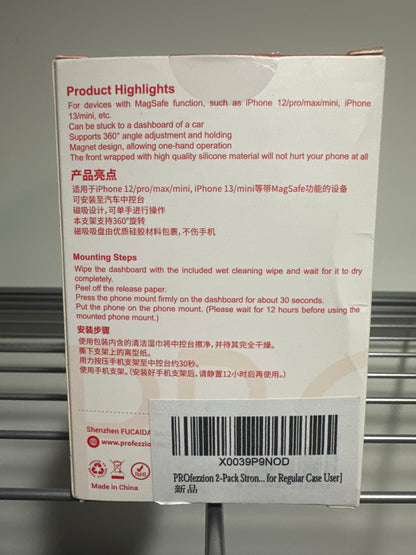 Product Highlights
For devices with MagSafe function, such as iPhone 12/pro/max/mini, iPhone
13/mini, etc.
Can be stuck to a dashboard of a car
Supports 360° angle adjustment and holding
Magnet design, allowing one-hand operation
The front wrapped with high quality silicone material will not hurt your phone at all
产品亮点
适用于iPhone 12/pro/max/mini, iPhone 13/mini等带MagSafe功能的设备
可安装至汽车中控台
磁吸设计，可单手进行操作
本支架支持360°旋转
磁吸吸盘由优质硅胶材料包裹，不伤手机
Mounting Steps
Wipe the dashboard with the included wet cleaning wipe and wait for it to dry
completely.
Peel off the release paper.
Press the phone mount firmly on the dashboard for about 30 seconds.
Put the phone on the phone mount. (Please wait for 12 hours before using the
mounted phone mount.)
安装步骤
使用包装内含的清洁湿巾将中控台擦净，并待其完全干燥。
撕下支架上的离型纸。
用力按压手机支架至中控台约30秒。
使用手机支架。（安装好手机支架后，请静置12小时后再使用。）
Shenzhen FUCAIDA
www.profezzio
Made in China
X0039P9NOD
PROfezzion 2-Pack Stron... for Regular Case User]
新品